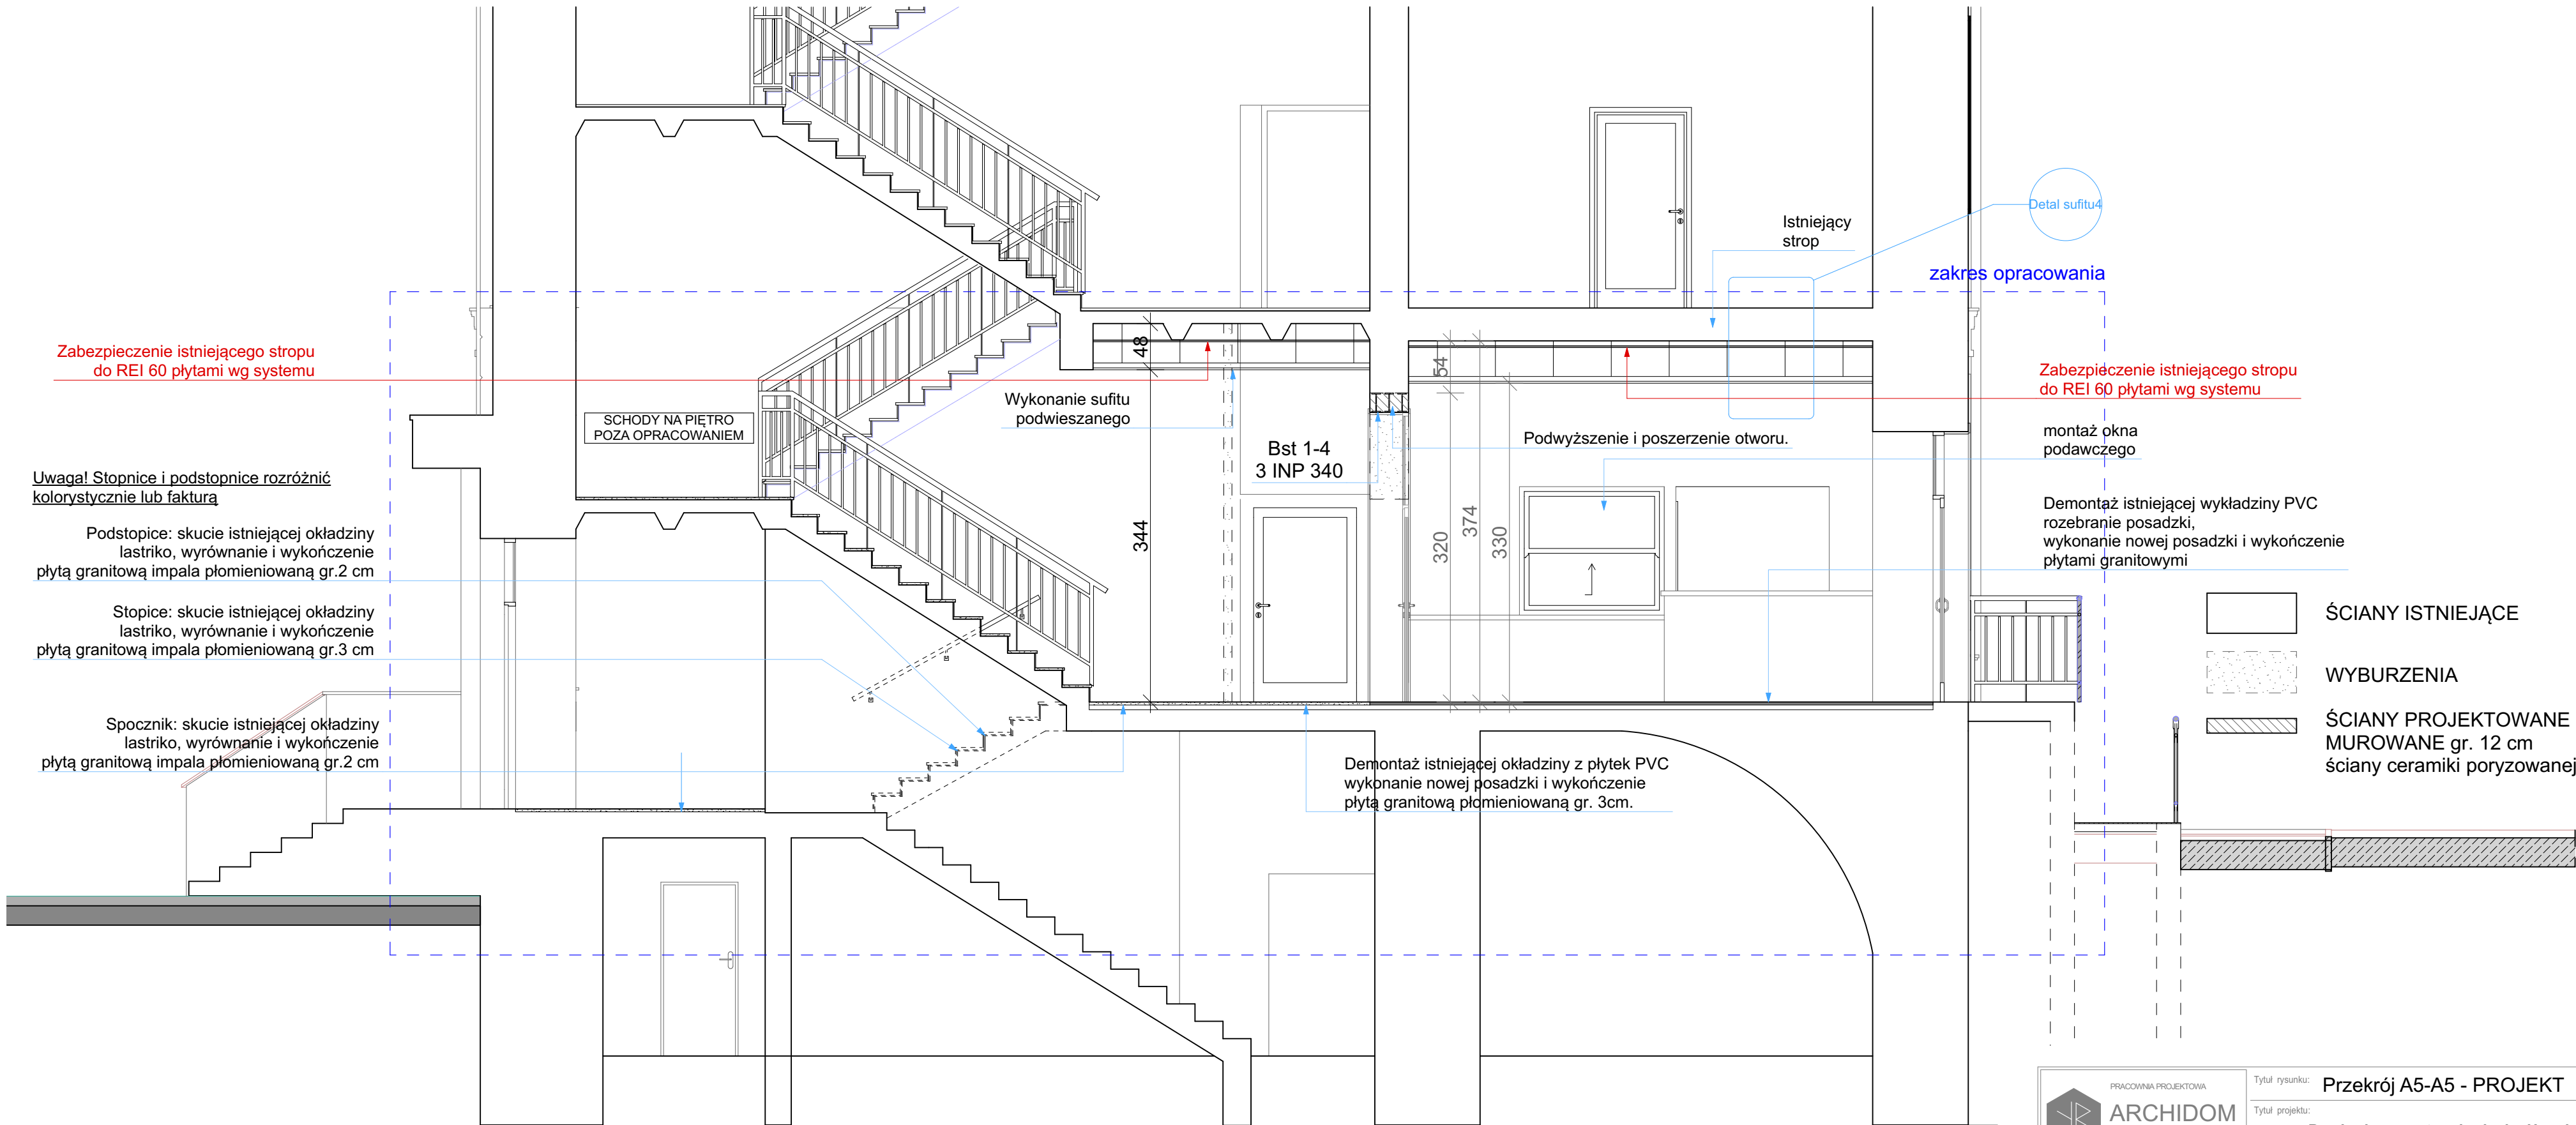 Detal sufitu4
Istniejący
strop
zakres opracowania
Zabezpieczenie istniejącego stropu
do REI 60 płytami wg systemu
SCHODY NA PIĘTRO
POZA OPRACOWANIEM
Uwaga! Stopnice i podstopnice rozróżnić
kolorystycznie lub fakturą
Podstopice: skucie istniejącej okładziny
lastriko, wyrównanie i wykończenie
płytą granitową impala płomieniowaną gr.2 cm
Stopice: skucie istniejącej okładziny
lastriko, wyrównanie i wykończenie
płytą granitową impala płomieniowaną gr.3 cm
Spocznik: skucie istniejącej okładziny
lastriko, wyrównanie i wykończenie
płytą granitową impala płomieniowaną gr.2 cm
Wykonanie sufitu
podwieszanego
48
344
Bst 1-4
3 INP 340
54
320
374
330
Podwyższenie i poszerzenie otworu.
Zabezpieczenie istniejącego stropu
do REI 60 płytami wg systemu
montaż okna
podawczego
Demontaż istniejącej wykładziny PVC
rozebranie posadzki,
wykonanie nowej posadzki i wykończenie
płytami granitowymi
Demontaż istniejącej okładziny z płytek PVC
wykonanie nowej posadzki i wykończenie
płytą granitową płomieniowaną gr. 3cm.
ŚCIANY ISTNIEJĄCE
WYBURZENIA
ŚCIANY PROJEKTOWANE
MUROWANE gr. 12 cm
ściany ceramiki poryzowanej
PRACOWNIA PROJEKTOWA
ARCHIDOM
Tytuł rysunku: Przekrój A5-A5 - PROJEKT
Tytuł projektu: